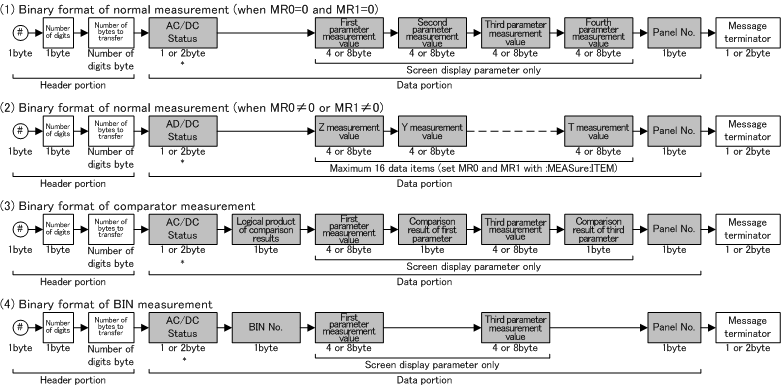 (1) Binary format of normal measurement (when MR0=0 and MR1=0)
# Number of digits Number of bytes to transfer AC/DC Status First parameter measurement value Second parameter measurement value Third parameter measurement value Fourth parameter measurement value Panel No. Message terminator
1byte 1byte Number of digits byte 1 or 2byte 4 or 8byte 4 or 8byte 4 or 8byte 4 or 8byte 1byte 1 or 2byte
*
Screen display parameter only
Header portion Data portion
(2) Binary format of normal measurement (when MR0≠0 or MR1≠0)
# Number of digits Number of bytes to transfer AD/DC Status Z measurement value Y measurement value T measurement value Panel No. Message terminator
1byte 1byte Number of digits byte 1 or 2byte 4 or 8byte 4 or 8byte 4 or 8byte 1byte 1 or 2byte
*
Maximum 16 data items (set MR0 and MR1 with :MEASure:ITEM)
Header portion Data portion
(3) Binary format of comparator measurement
# Number of digits Number of bytes to transfer AC/DC Status Logical product of comparison results First parameter measurement value Comparison result of first parameter Third parameter measurement value Comparison result of third parameter Panel No. Message terminator
1byte 1byte Number of digits byte 1 or 2byte 1byte 4 or 8byte 1byte 4 or 8byte 1byte 1byte 1 or 2byte
*
Screen display parameter only
Header portion Data portion
(4) Binary format of BIN measurement
# Number of digits Number of bytes to transfer AC/DC Status BIN No. First parameter measurement value Third parameter measurement value Panel No. Message terminator
1byte 1byte Number of digits byte 1 or 2byte 1byte 4 or 8byte 4 or 8byte 1byte 1 or 2byte
*
Screen display parameter only
Header portion Data portion